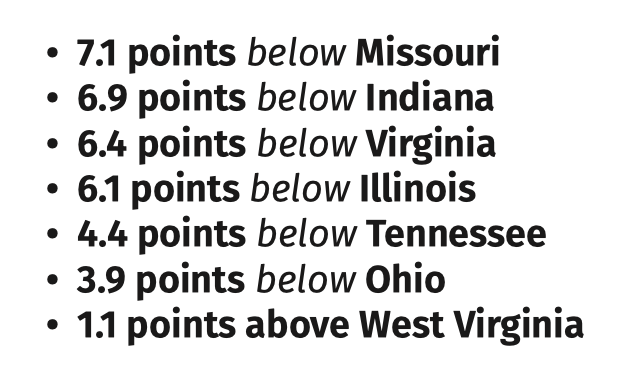 • 7.1 points below Missouri
• 6.9 points below Indiana
• 6.4 points below Virginia
• 6.1 points below Illinois
• 4.4 points below Tennessee
• 3.9 points below Ohio
• 1.1 points above West Virginia